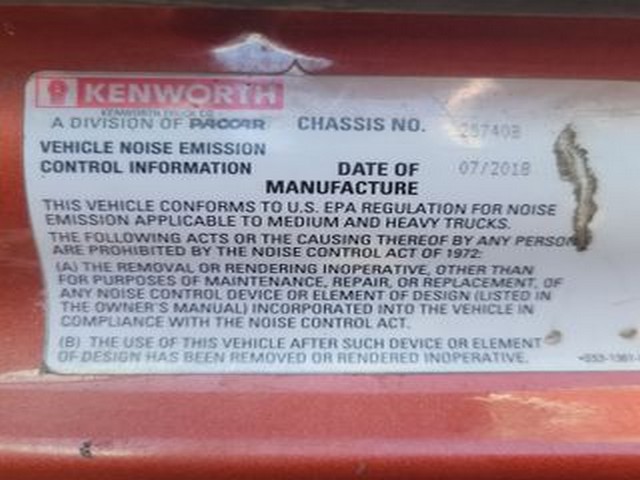 KENWORTH
KENWORTH TRUCK CO.
A DIVISION OF PACCAR CHASSIS NO.
VEHICLE NOISE EMISSION
CONTROL INFORMATION
DATE OF MANUFACTURE 07/2018
THIS VEHICLE CONFORMS TO U.S. EPA REGULATION FOR NOISE
EMISSION APPLICABLE TO MEDIUM AND HEAVY TRUCKS.
THE FOLLOWING ACTS OR THE CAUSING THEREOF BY ANY PERSON
ARE PROHIBITED BY THE NOISE CONTROL ACT OF 1972:
(A) THE REMOVAL OR RENDERING INOPERATIVE, OTHER THAN
FOR PURPOSES OF MAINTENANCE, REPAIR, OR REPLACEMENT, OF
ANY NOISE CONTROL DEVICE OR ELEMENT OF DESIGN (LISTED IN
THE OWNER'S MANUAL) INCORPORATED INTO THE VEHICLE IN
COMPLIANCE WITH THE NOISE CONTROL ACT.
(B) THE USE OF THIS VEHICLE AFTER SUCH DEVICE OR ELEMENT
OF DESIGN HAS BEEN REMOVED OR RENDERED INOPERATIVE.